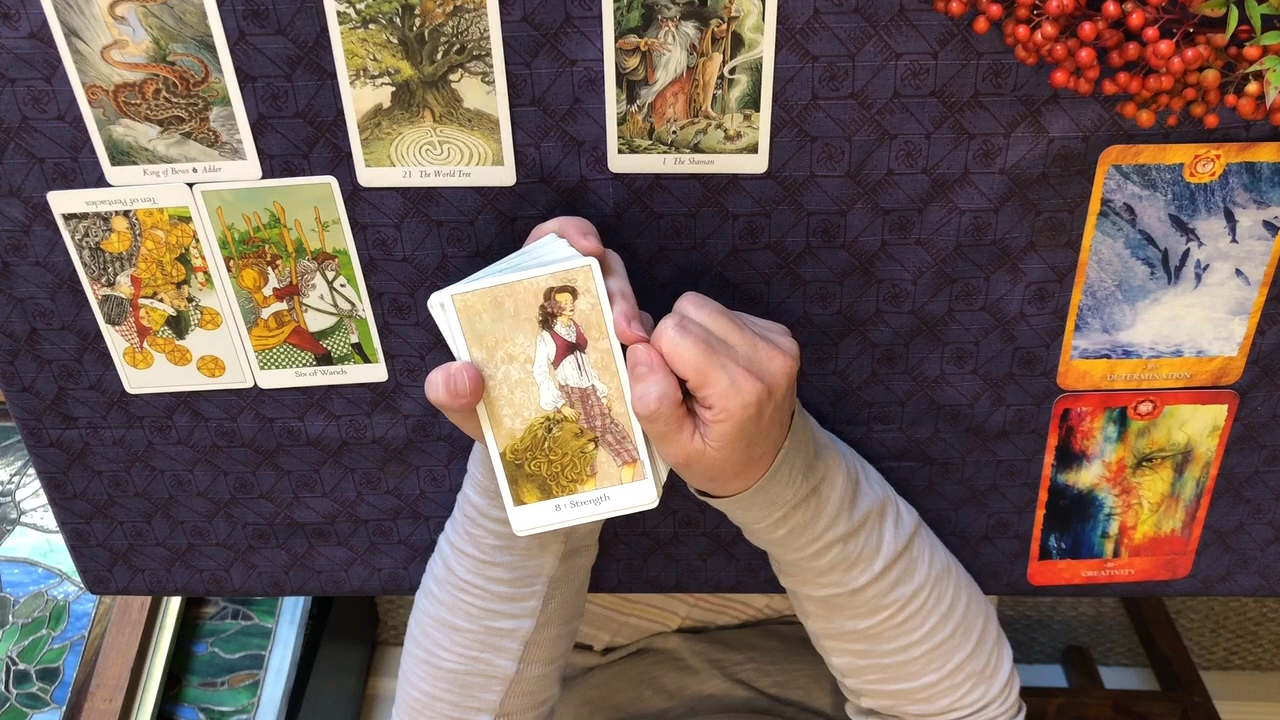 King of Bows Adder
21 The World Tree
1 The Shaman
Ten of Pentacles
Six of Wands
8 Strength
DETERMINATION
CREATIVITY